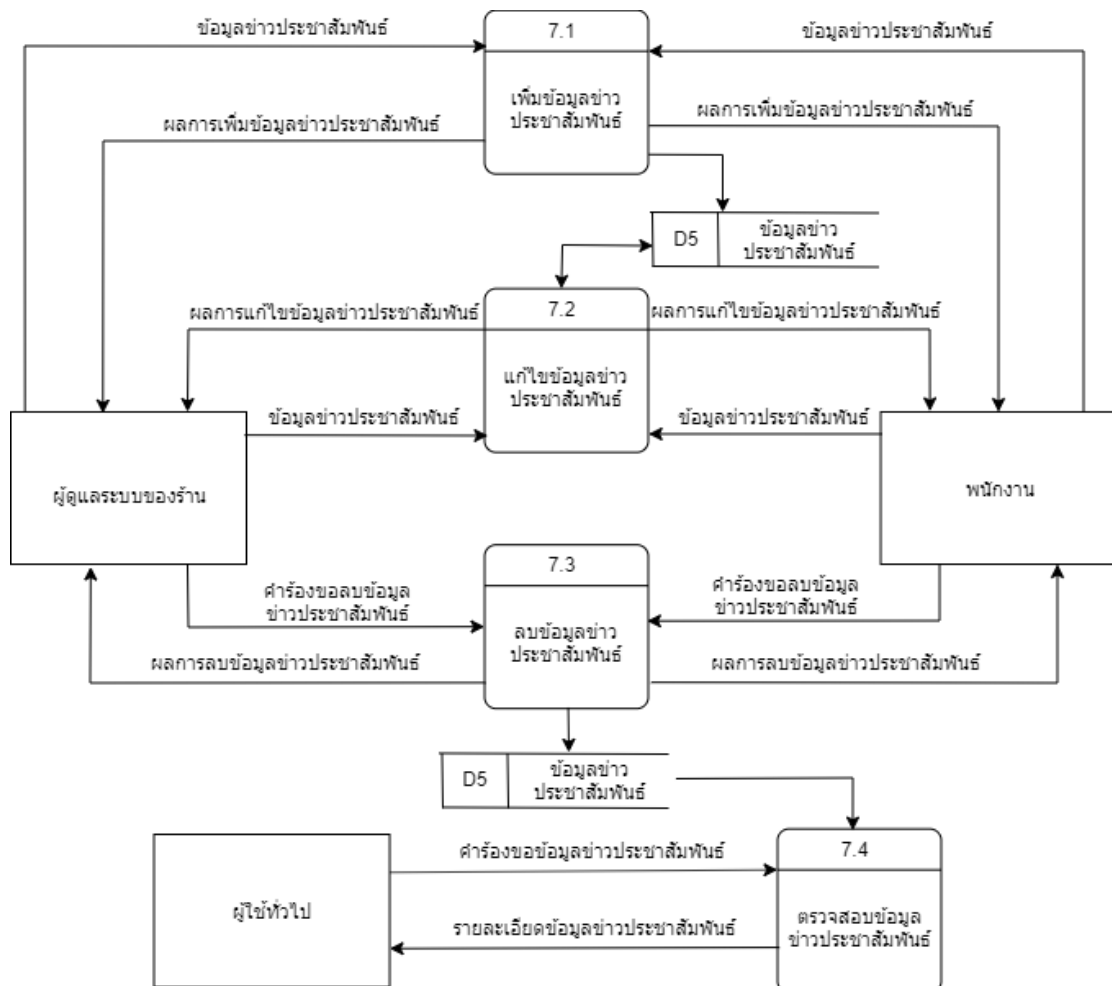 ข้อมูลข่าวประชาสัมพันธ์
7.1
ข้อมูลข่าวประชาสัมพันธ์
เพิ่มข้อมูลข่าว
ประชาสัมพันธ์
ผลการเพิ่มข้อมูลข่าวประชาสัมพันธ์
ผลการเพิ่มข้อมูลข่าวประชาสัมพันธ์
D5
ข้อมูลข่าว
ประชาสัมพันธ์
7.2
ผลการแก้ไขข้อมูลข่าวประชาสัมพันธ์
ผลการแก้ไขข้อมูลข่าวประชาสัมพันธ์
แก้ไขข้อมูลข่าว
ประชาสัมพันธ์
ข้อมูลข่าวประชาสัมพันธ์
ข้อมูลข่าวประชาสัมพันธ์
ผู้ดูแลระบบของร้าน
พนักงาน
7.3
คำร้องขอลบข้อมูล
ข่าวประชาสัมพันธ์
คำร้องขอลบข้อมูล
ข่าวประชาสัมพันธ์
ลบข้อมูลข่าว
ประชาสัมพันธ์
ผลการลบข้อมูลข่าวประชาสัมพันธ์
ผลการลบข้อมูลข่าวประชาสัมพันธ์
D5
ข้อมูลข่าว
ประชาสัมพันธ์
7.4
คำร้องขอข้อมูลข่าวประชาสัมพันธ์
ผู้ใช้ทั่วไป
ตรวจสอบข้อมูล
ข่าวประชาสัมพันธ์
รายละเอียดข้อมูลข่าวประชาสัมพันธ์